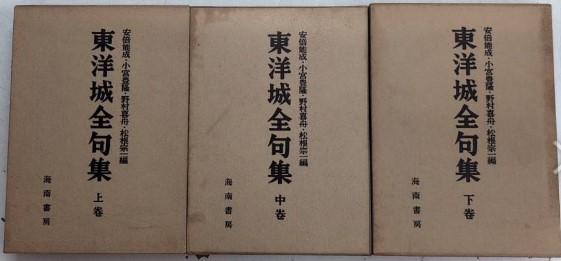 安倍能成・小宮豊隆・野村喜舟・松根宗一編
東洋城全句集
上巻
海南書房
安倍能成・小宮豊隆・野村喜舟・松根宗一編
東洋城全句集
中巻
海南書房
安倍能成・小宮豊隆・野村喜舟・松根宗一編
東洋城全句集
下巻
海南書房